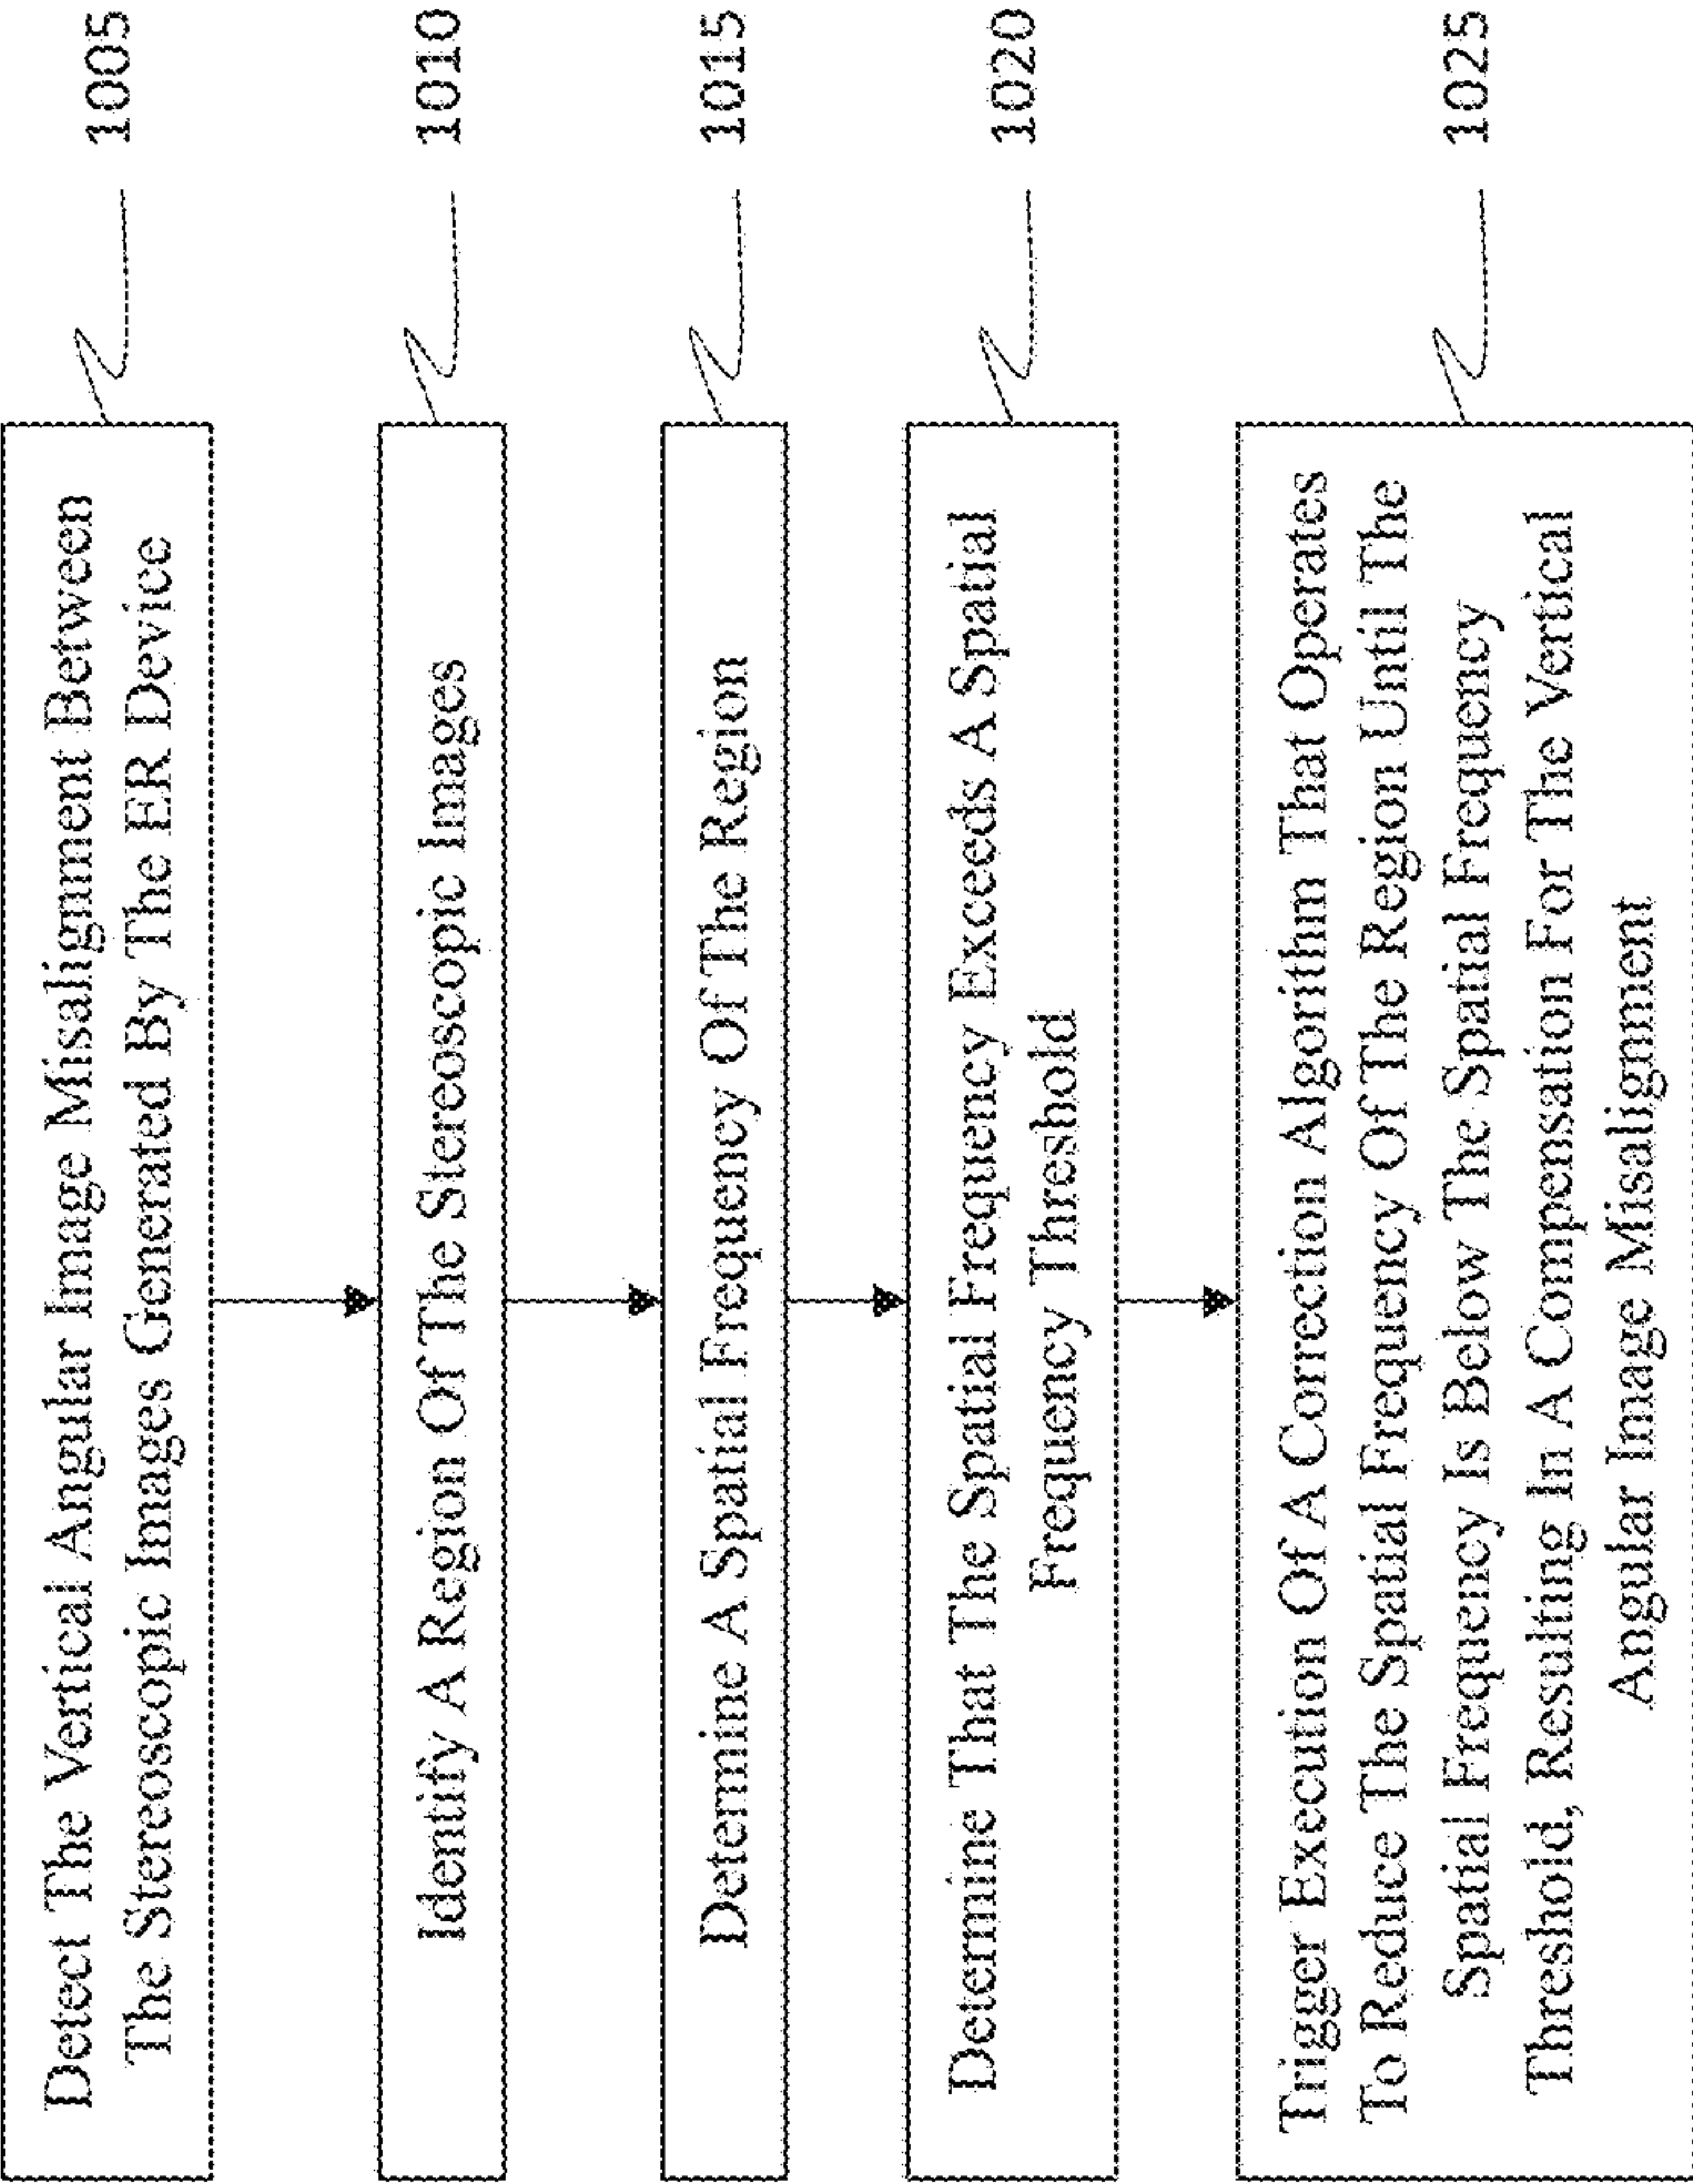 Detect The Vertical Angular Image Misalignment Between
The Stereoscopic Images Generated By The ER Device
1005
Identify A Region Of The Stereoscopic Images
1010
Determine A Spatial Frequency Of The Region
1015
Determine That The Spatial Frequency Exceeds A Spatial
Frequency Threshold
1020
Trigger Execution Of A Correction Algorithm That Operates
To Reduce The Spatial Frequency Of The Region Until The
Spatial Frequency Is Below The Spatial Frequency
Threshold, Resulting In A Compensation For The Vertical
Angular Image Misalignment
1025